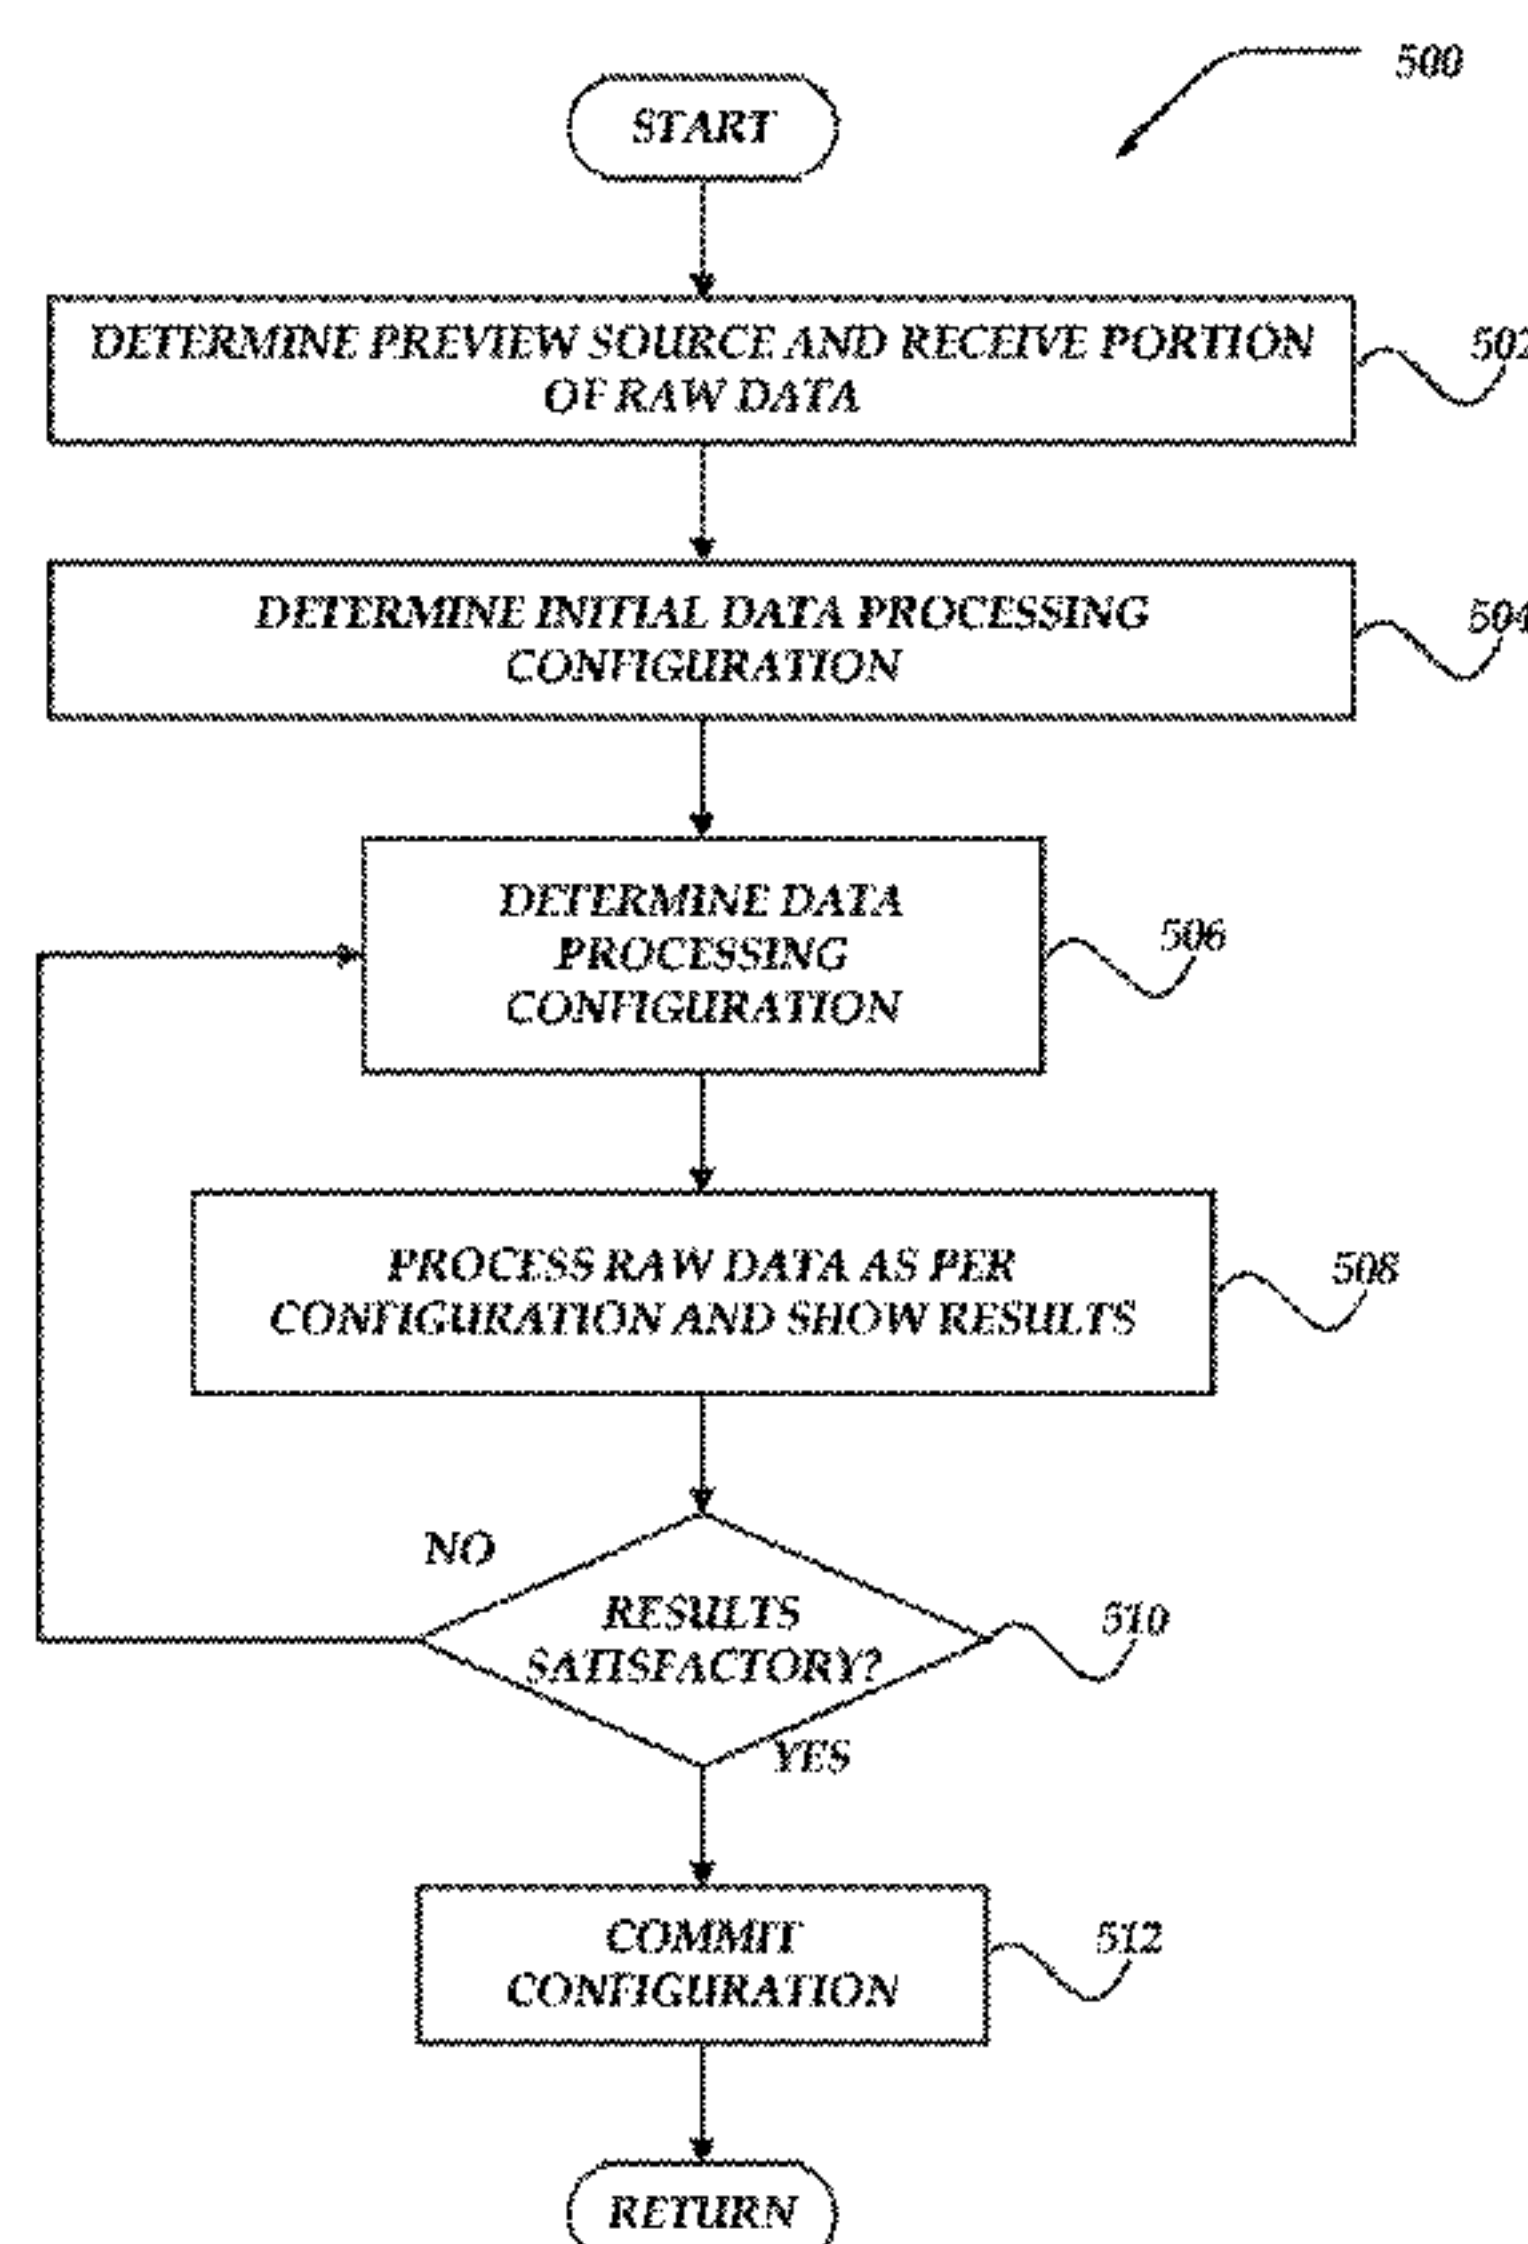 500
START
DETERMINE PREVIEW SOURCE AND RECEIVE PORTION
OF RAW DATA
502
DETERMINE INITIAL DATA PROCESSING
CONFIGURATION
504
DETERMINE DATA
PROCESSING
CONFIGURATION
506
PROCESS RAW DATA AS PER
CONFIGURATION AND SHOW RESULTS
508
NO
RESULTS
SATISFACTORY?
510
YES
COMMIT
CONFIGURATION
512
RETURN